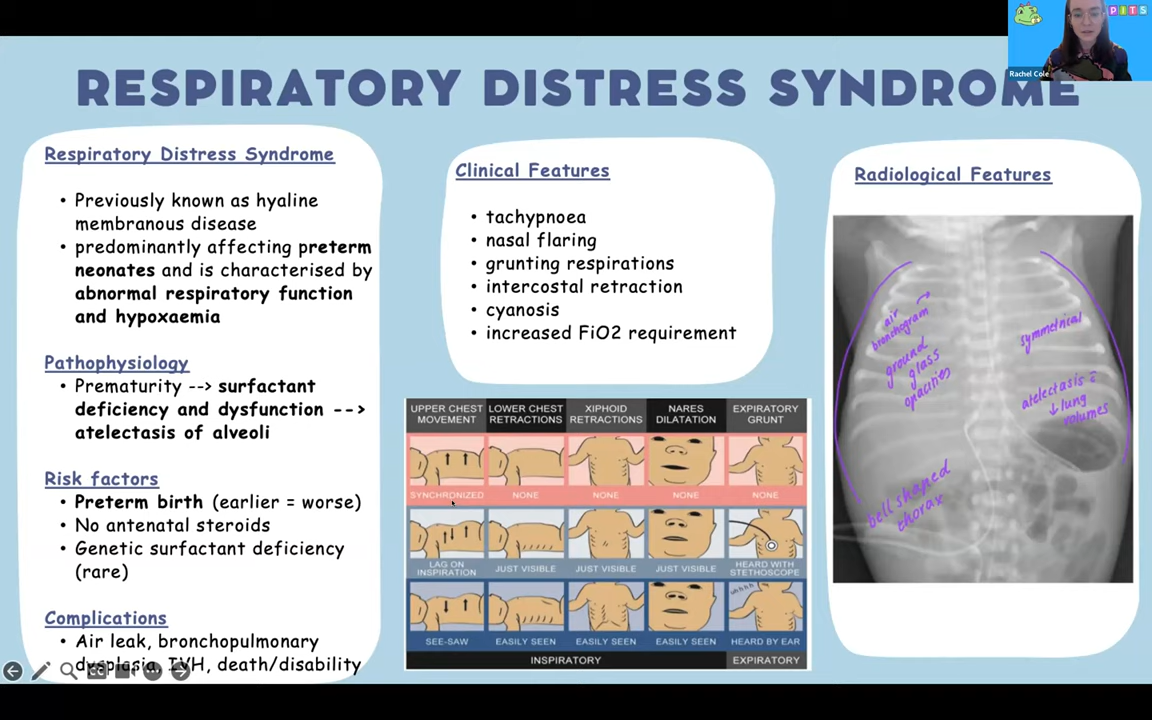 PITS
Rachel Cole
RESPIRATORY DISTRESS SYNDROME
Respiratory Distress Syndrome
• Previously known as hyaline
membranous disease
• predominantly affecting preterm
neonates and is characterised by
abnormal respiratory function
and hypoxaemia
Pathophysiology
• Prematurity --> surfactant
deficiency and dysfunction -->
atelectasis of alveoli
Risk factors
• Preterm birth (earlier = worse)
• No antenatal steroids
• Genetic surfactant deficiency
(rare)
Complications
• Air leak, bronchopulmonary
dysplasia, IVH, death/disability
Clinical Features
• tachypnoea
• nasal flaring
• grunting respirations
• intercostal retraction
• cyanosis
• increased FiO2 requirement
UPPER CHEST MOVEMENT
LOWER CHEST RETRACTIONS
XIPHOID RETRACTIONS
NARES DILATATION
EXPIRATORY GRUNT
SYNCHRONIZED
NONE
NONE
NONE
NONE
LAG ON INSPIRATION
JUST VISIBLE
JUST VISIBLE
JUST VISIBLE
HEARD WITH STETHOSCOPE
uhhhh
SEE-SAW
EASILY SEEN
EASILY SEEN
EASILY SEEN
HEARD BY EAR
INSPIRATORY
EXPIRATORY
Radiological Features
air →
bronchogram
ground
glass
opacities
symmetrical
atelectasis =
↓ lung
volumes
bell shaped
thorax
CC